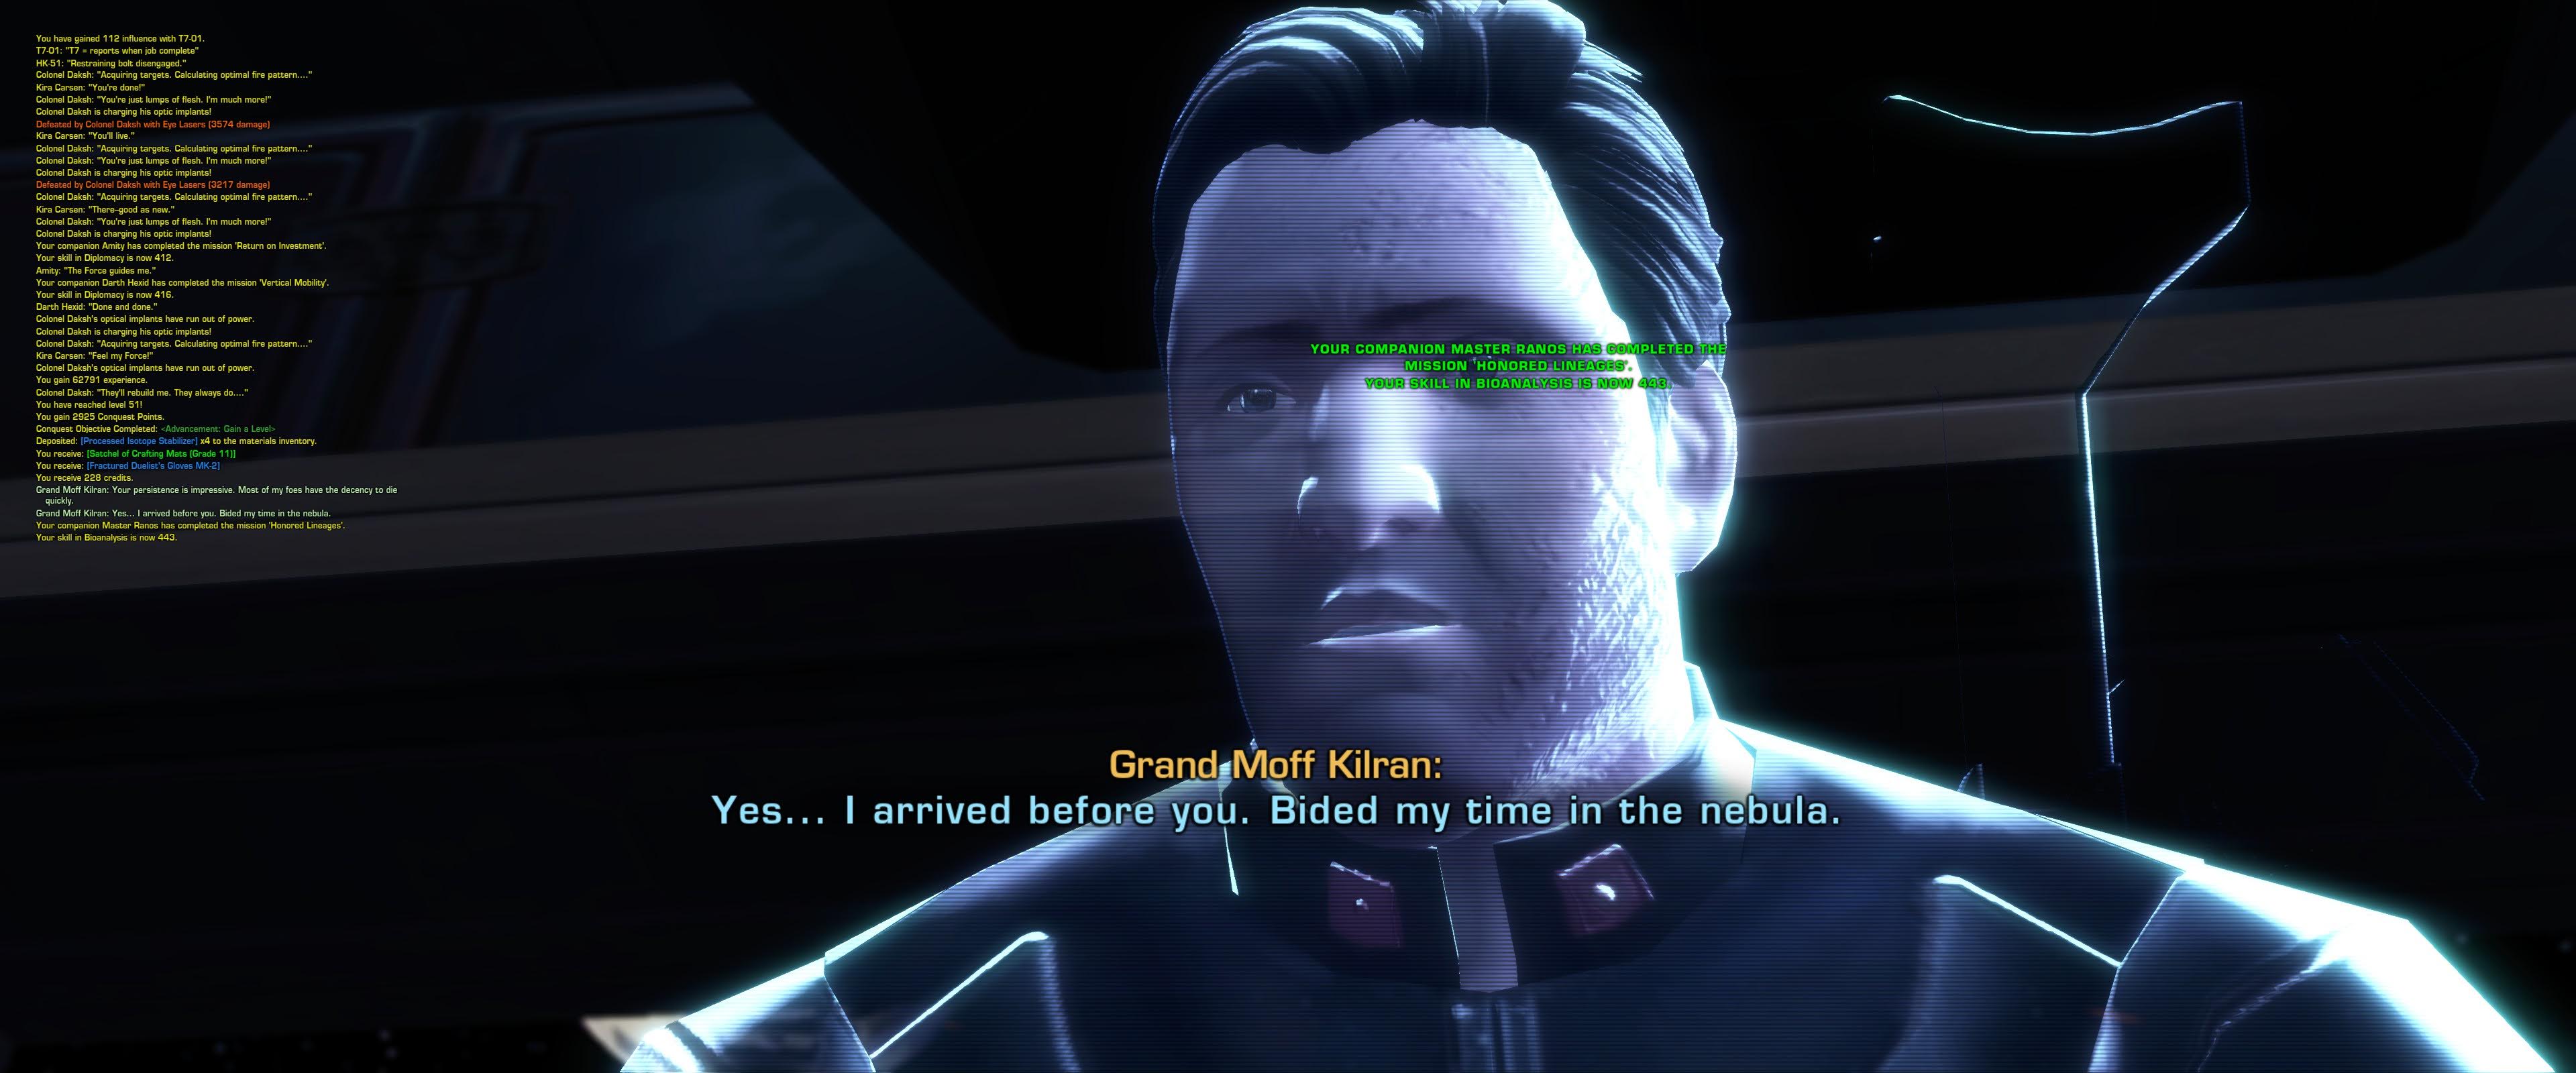 You have gained 112 influence with T7-01.
T7-01: "T7 = reports when job complete"
HK-51: "Restraining bolt disengaged."
Colonel Daksh: "Acquiring targets. Calculating optimal fire pattern...."
Kira Carsen: "You're done!"
Colonel Daksh: "You're just lumps of flesh. I'm much more!"
Colonel Daksh is charging his optic implants!
Defeated by Colonel Daksh with Eye Lasers (3574 damage)
Kira Carsen: "You'll live."
Colonel Daksh: "Acquiring targets. Calculating optimal fire pattern...."
Colonel Daksh: "You're just lumps of flesh. I'm much more!"
Colonel Daksh is charging his optic implants!
Defeated by Colonel Daksh with Eye Lasers (3217 damage)
Colonel Daksh: "Acquiring targets. Calculating optimal fire pattern...."
Kira Carsen: "There-good as new."
Colonel Daksh: "You're just lumps of flesh. I'm much more!"
Colonel Daksh is charging his optic implants!
Your companion Amity has completed the mission 'Return on Investment'.
Your skill in Diplomacy is now 412.
Amity: "The Force guides me."
Your companion Darth Hexid has completed the mission 'Vertical Mobility'.
Your skill in Diplomacy is now 416.
Darth Hexid: "Done and done."
Colonel Daksh's optical implants have run out of power.
Colonel Daksh is charging his optic implants!
Colonel Daksh: "Acquiring targets. Calculating optimal fire pattern...."
Kira Carsen: "Feel my Force!"
Colonel Daksh's optical implants have run out of power.
You gain 62791 experience.
Colonel Daksh: "They'll rebuild me. They always do...."
You have reached level 51!
You gain 2925 Conquest Points.
Conquest Objective Completed: <Advancement: Gain a Level>
Deposited: [Processed Isotope Stabilizer] x4 to the materials inventory.
You receive: [Satchel of Crafting Mats (Grade 11)]
You receive: [Fractured Duelist's Gloves MK-2]
You receive 228 credits.
Grand Moff Kilran: Your persistence is impressive. Most of my foes have the decency to die
quickly.
Grand Moff Kilran: Yes... I arrived before you. Bided my time in the nebula.
Your companion Master Ranos has completed the mission 'Honored Lineages'.
Your skill in Bioanalysis is now 443.
YOUR COMPANION MASTER RANOS HAS COMPLETED THE
MISSION 'HONORED LINEAGES'.
YOUR SKILL IN BIOANALYSIS IS NOW 443.
Grand Moff Kilran:
Yes... I arrived before you. Bided my time in the nebula.